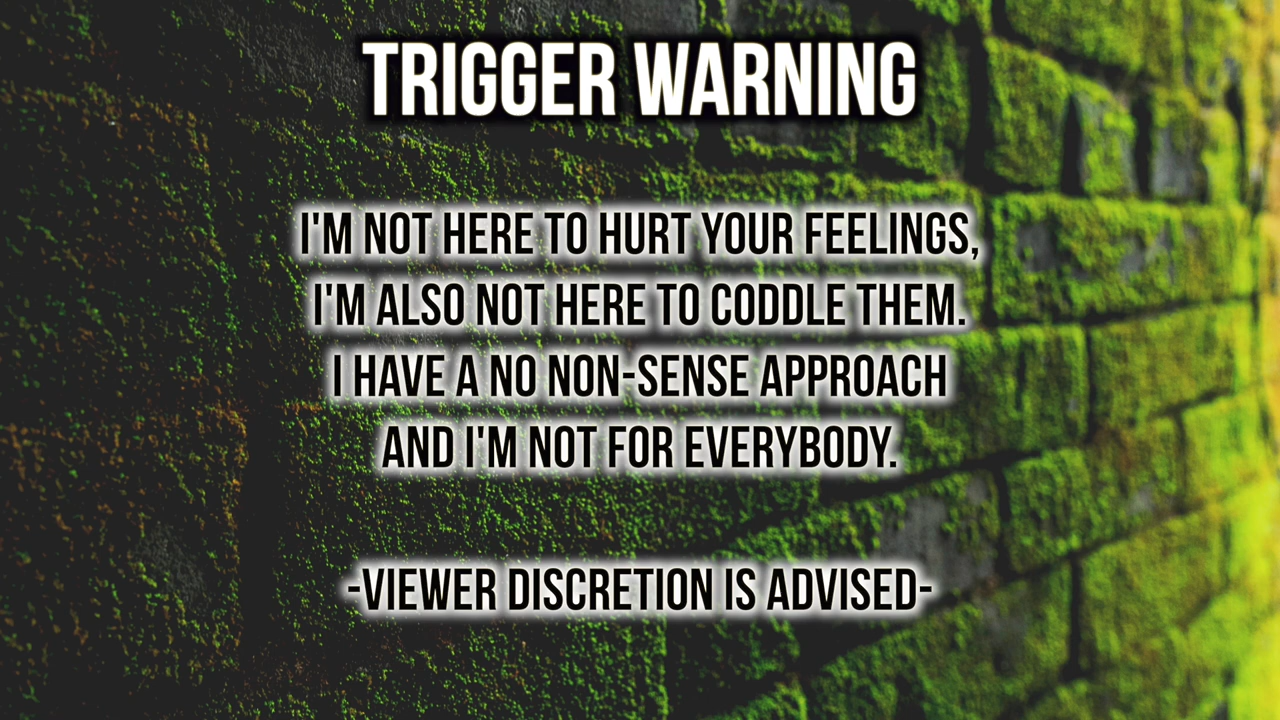 TRIGGER WARNING
I'M NOT HERE TO HURT YOUR FEELINGS,
I'M ALSO NOT HERE TO CODDLE THEM.
I HAVE A NO NON-SENSE APPROACH
AND I'M NOT FOR EVERYBODY.
-VIEWER DISCRETION IS ADVISED-